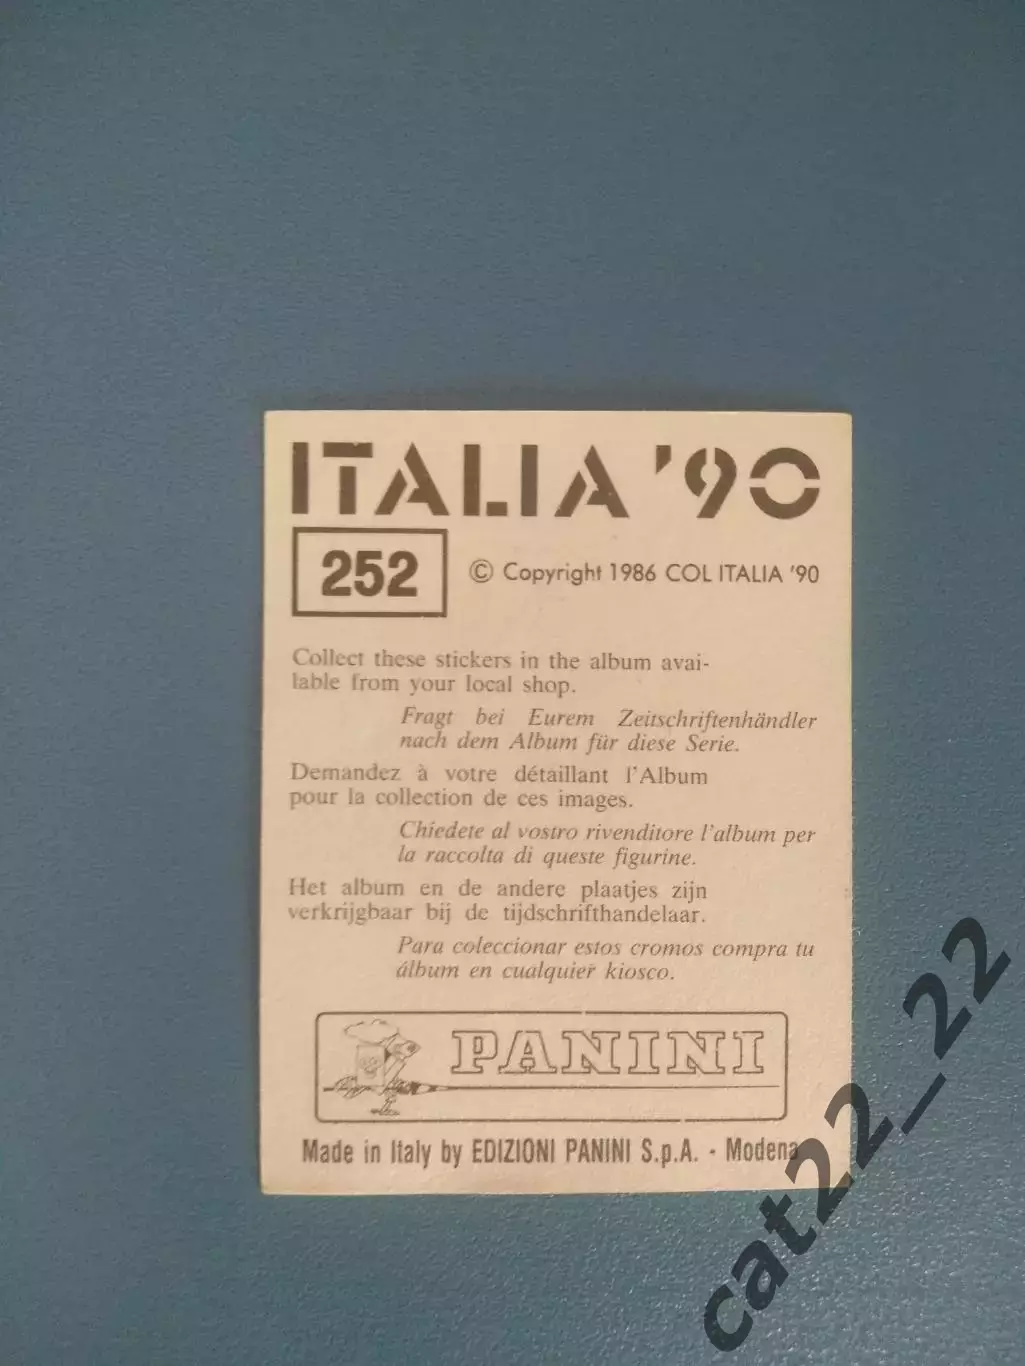 ITALIA '90
252
© Copyright 1986 COL ITALIA '90
Collect these stickers in the album avai-
lable from your local shop.
Fragt bei Eurem Zeitschriftenhändler
nach dem Album für diese Serie.
Demandez à votre détaillant l'Album
pour la collection de ces images.
Chiedete al vostro rivenditore l'album per
la raccolta di queste figurine.
Het album en de andere plaatjes zijn
verkrijgbaar bij de tijdschrifthandelaar.
Para coleccionar estos cromos compra tu
álbum en cualquier kiosco.
PANINI
Made in Italy by EDIZIONI PANINI S.p.A. - Modena
cat22_22